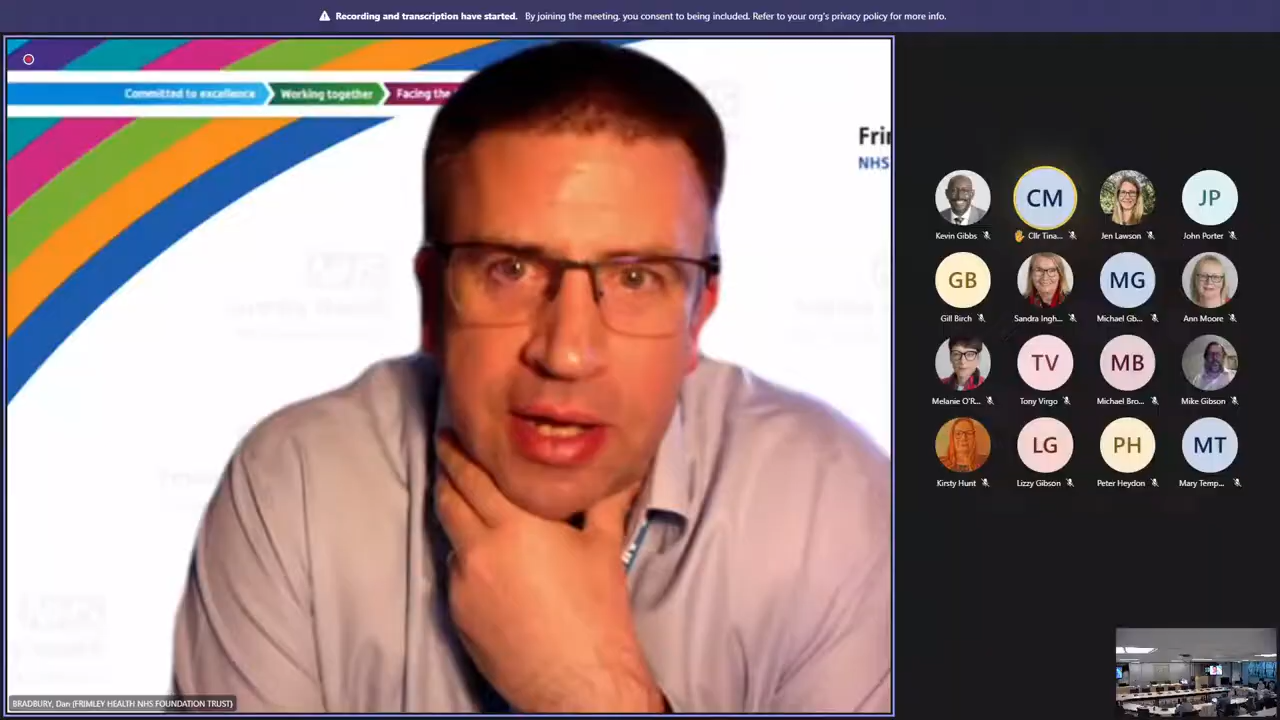 Recording and transcription have started. By joining the meeting, you consent to being included. Refer to your org's privacy policy for more info.
Committed to excellence Working together Facing the
Fri
NHS
CM
JP
Kevin Gibbs Cllr Tina... Jen Lawson John Porter
GB
MG
Gill Birch Sandra Ingh... Michael Gb... Ann Moore
TV
MB
Melanie O'R... Tony Virgo Michael Bro... Mike Gibson
LG
PH
MT
Kirsty Hunt Lizzy Gibson Peter Heydon Mary Temp...
BRADBURY, Dan (FRIMLEY HEALTH NHS FOUNDATION TRUST)